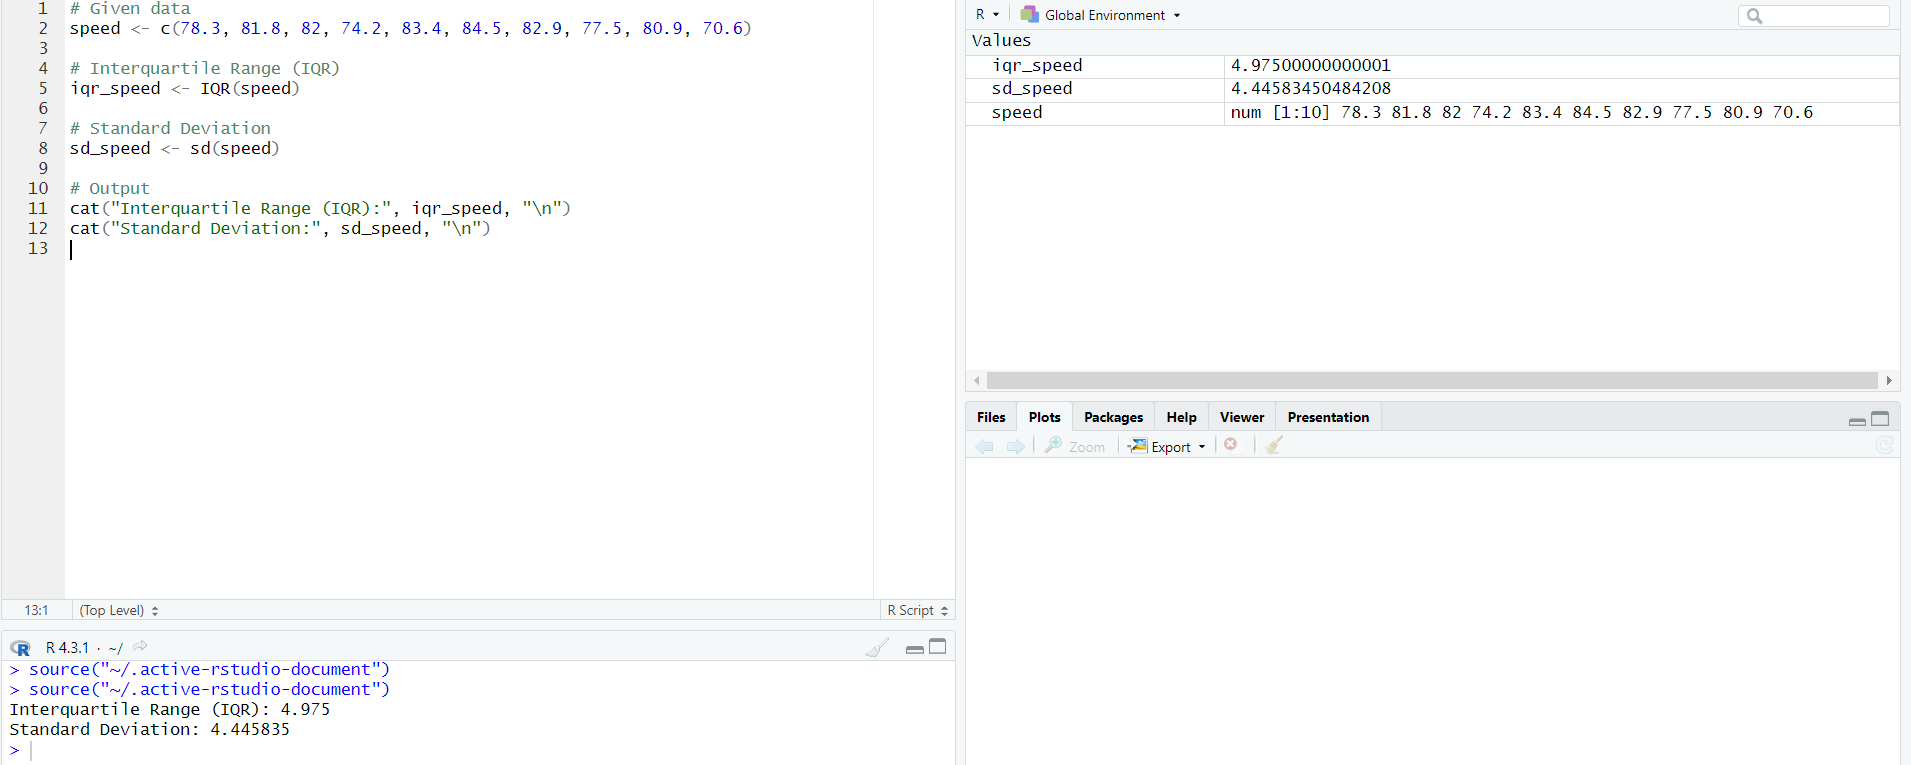 1 # Given data
2 speed <- c(78.3, 81.8, 82, 74.2, 83.4, 84.5, 82.9, 77.5, 80.9, 70.6)
3
4 # Interquartile Range (IQR)
5 iqr_speed <- IQR(speed)
6
7 # Standard Deviation
8 sd_speed <- sd(speed)
9
10 # Output
11 cat("Interquartile Range (IQR):", iqr_speed, "\n")
12 cat("Standard Deviation:", sd_speed, "\n")
13
13:1 (Top Level) R Script
R 4.3.1 · ~/
> source("~/.active-rstudio-document")
> source("~/.active-rstudio-document")
Interquartile Range (IQR): 4.975
Standard Deviation: 4.445835
>
R Global Environment
Values
iqr_speed 4.97500000000001
sd_speed 4.44583450484208
speed num [1:10] 78.3 81.8 82 74.2 83.4 84.5 82.9 77.5 80.9 70.6
Files Plots Packages Help Viewer Presentation
Zoom Export